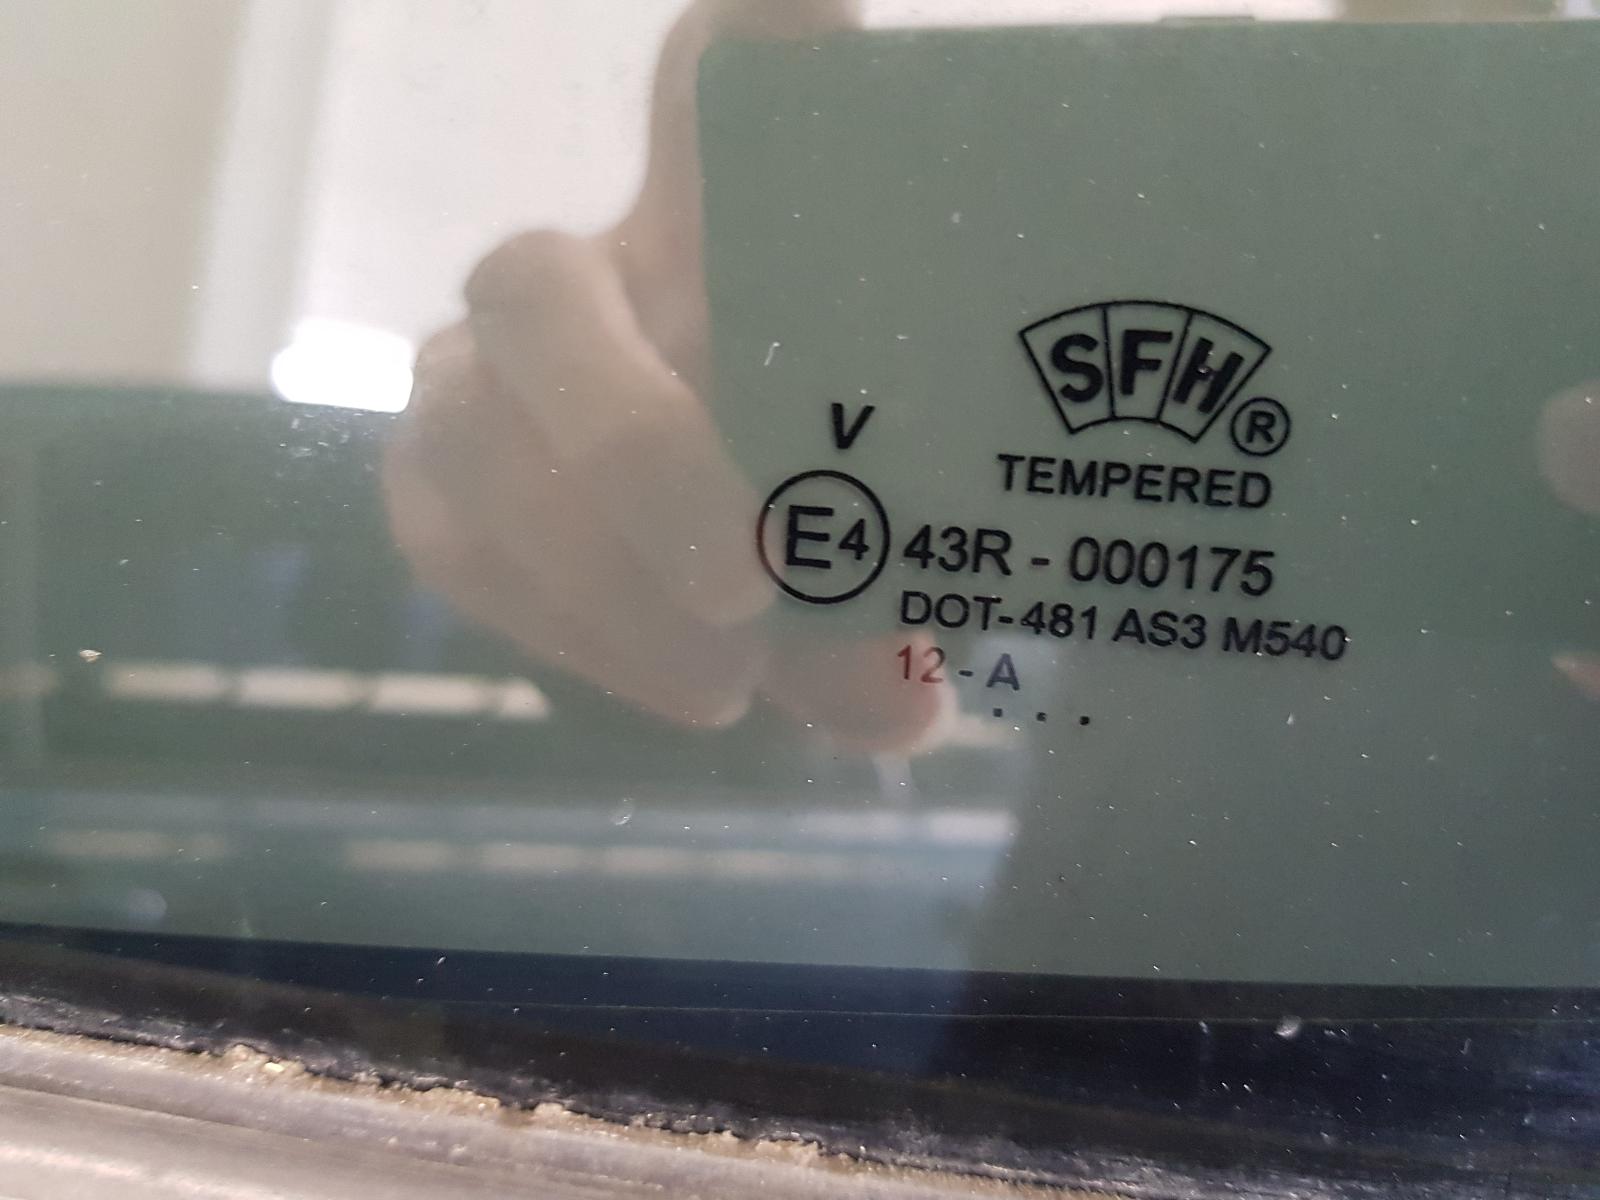 SFH®
TEMPERED
V
E4 43R - 000175
DOT-481 AS3 M540
12 - A
. . .